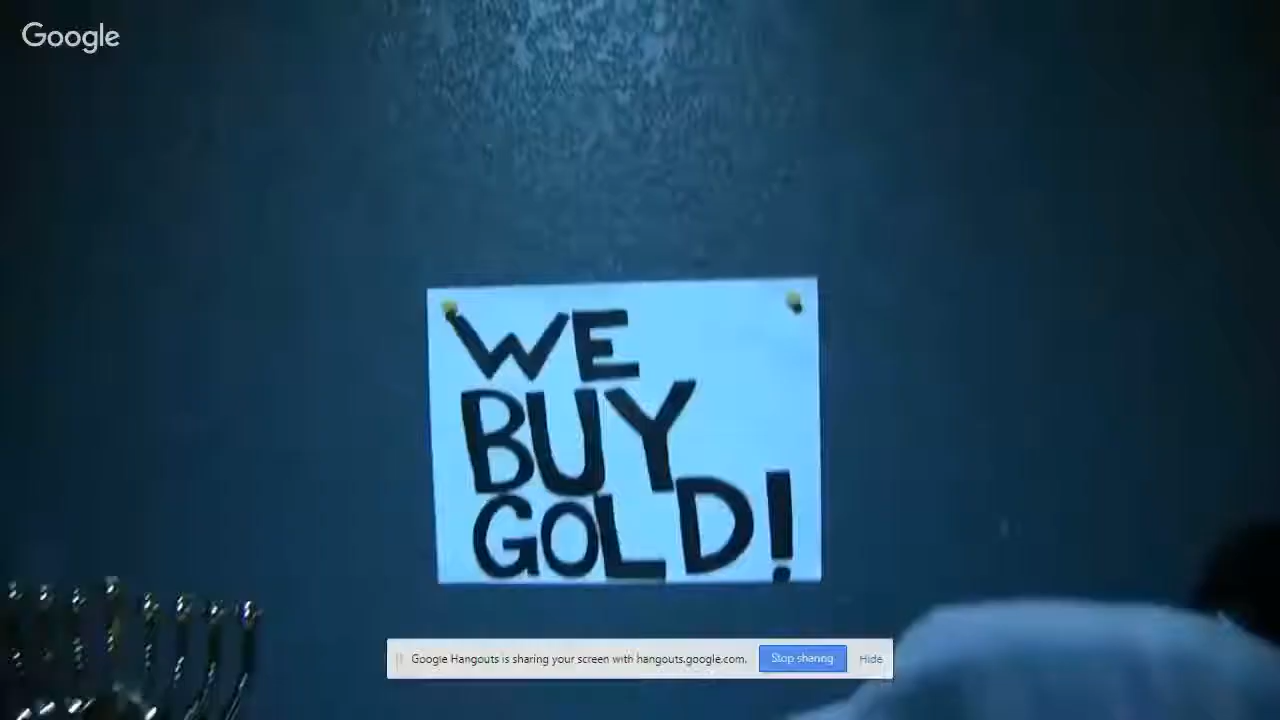 Google
WE
BUY
GOLD!
Google Hangouts is sharing your screen with hangouts.google.com.
Stop sharing
Hide